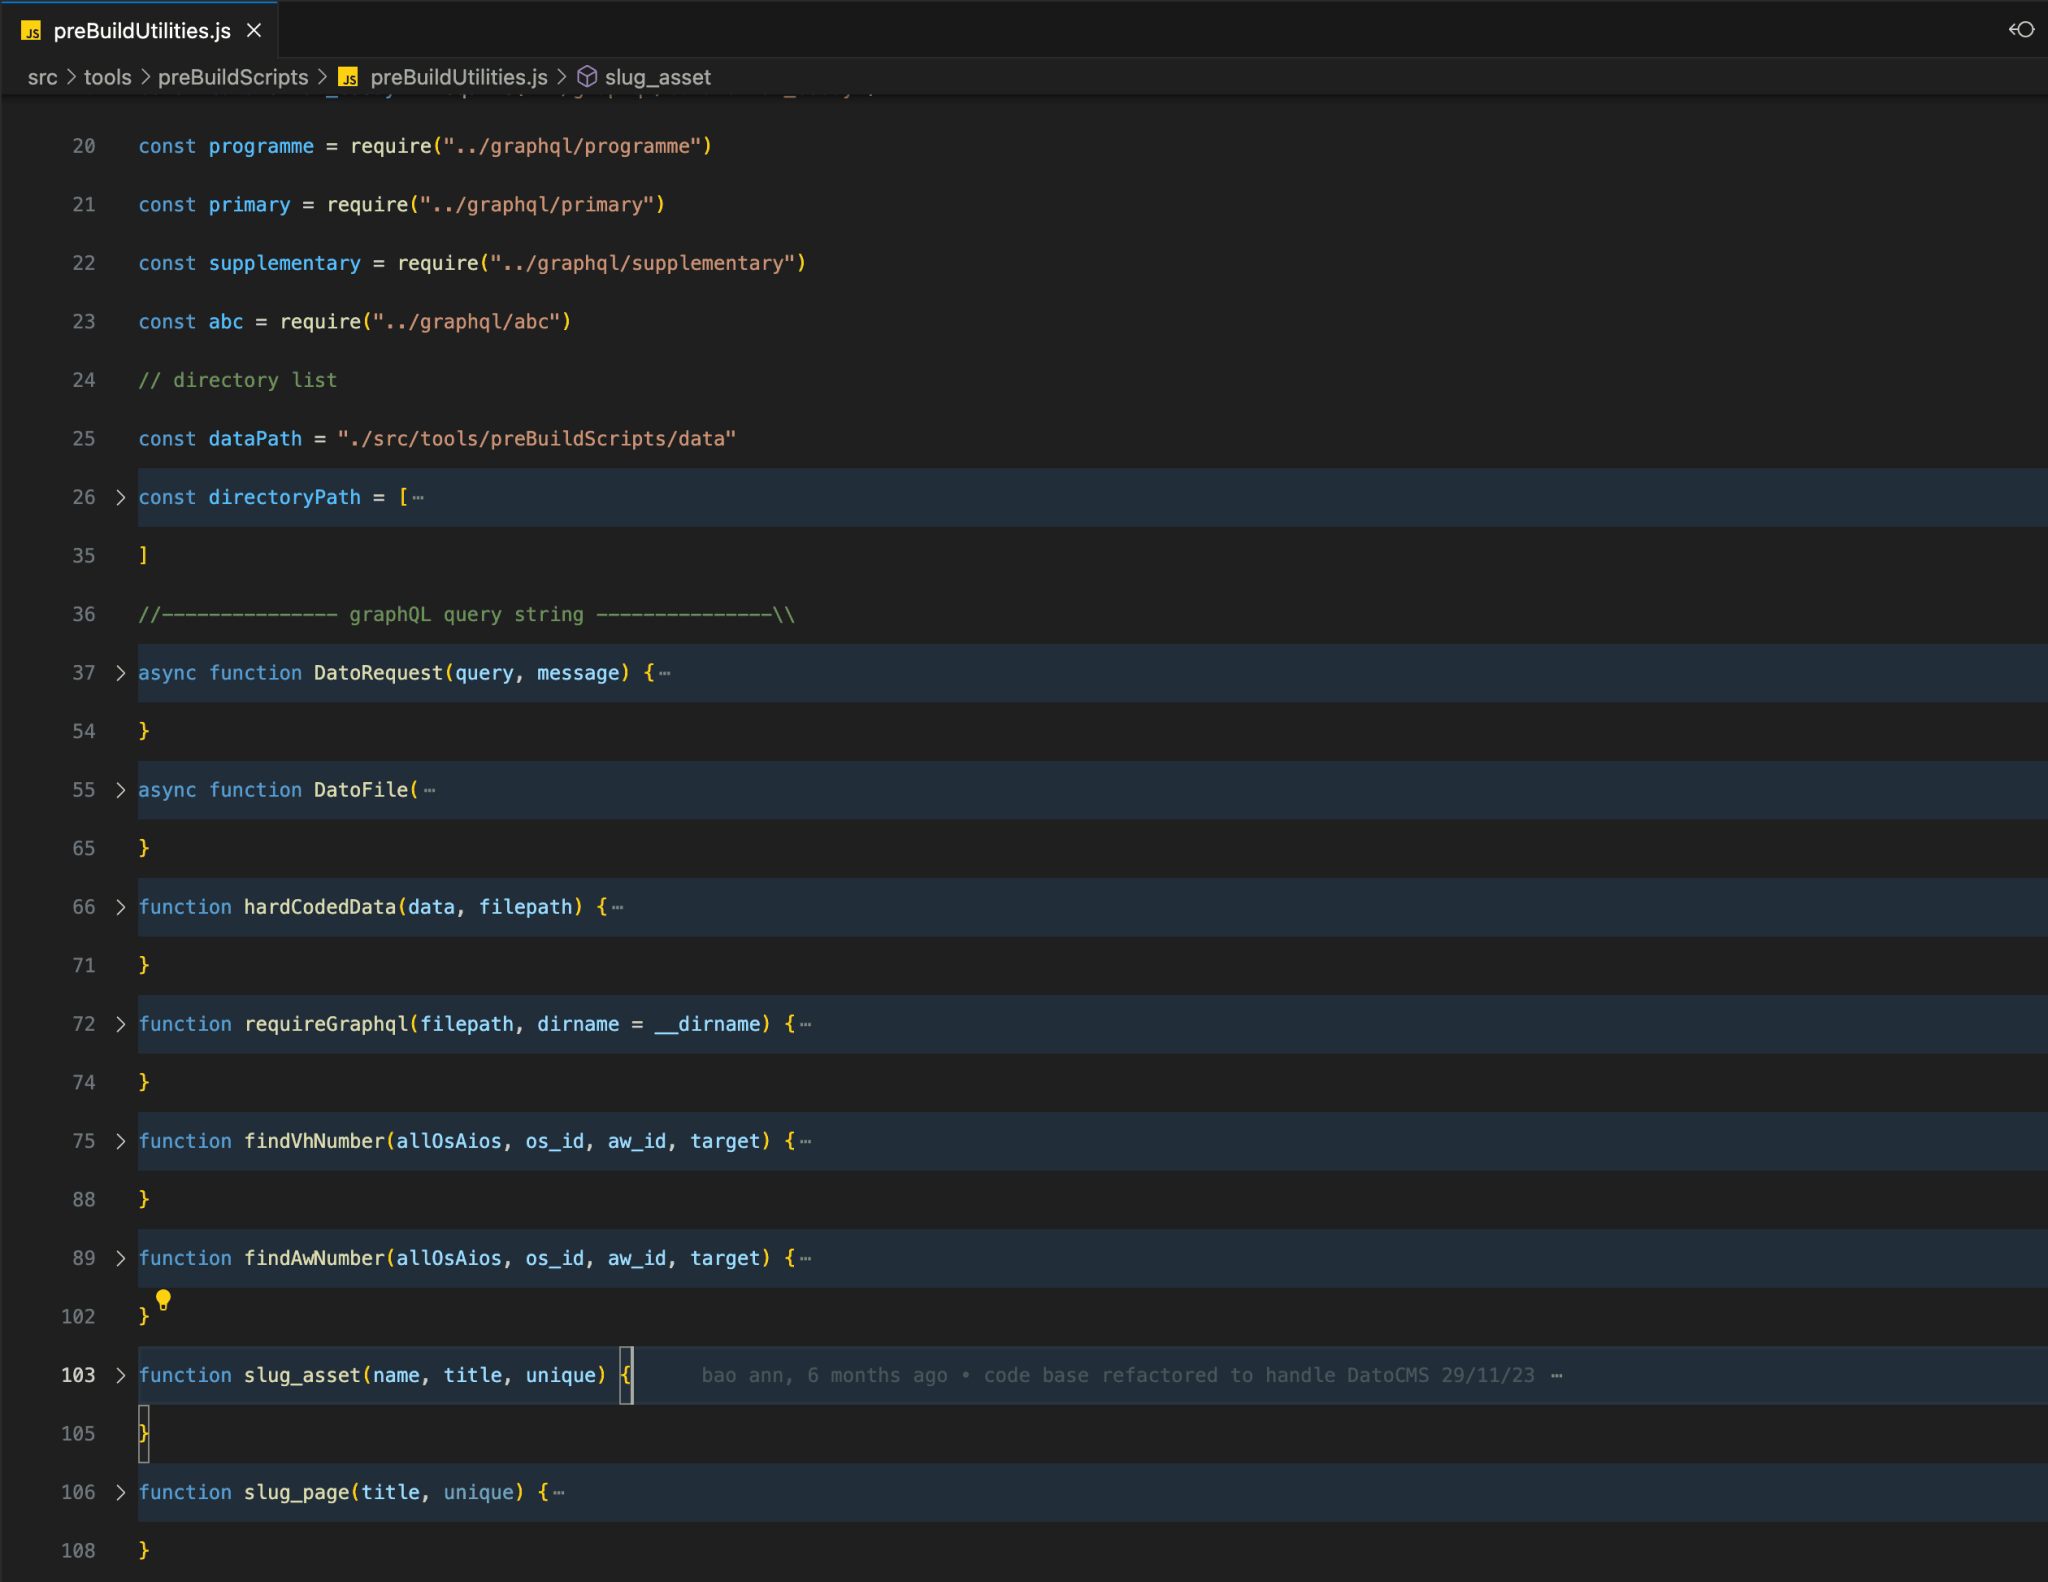 JS preBuildUtilities.js
src > tools > preBuildScripts > JS preBuildUtilities.js > slug_asset
20 const programme = require("../graphql/programme")
21 const primary = require("../graphql/primary")
22 const supplementary = require("../graphql/supplementary")
23 const abc = require("../graphql/abc")
24 // directory list
25 const dataPath = "./src/tools/preBuildScripts/data"
26 > const directoryPath = [⋯
35 ]
36 //--------------- graphQL query string ---------------\\
37 > async function DatoRequest(query, message) {⋯
54 }
55 > async function DatoFile(⋯
65 }
66 > function hardCodedData(data, filepath) {⋯
71 }
72 > function requireGraphql(filepath, dirname = __dirname) {⋯
74 }
75 > function findVhNumber(allOsAios, os_id, aw_id, target) {⋯
88 }
89 > function findAwNumber(allOsAios, os_id, aw_id, target) {⋯
102 }
103 > function slug_asset(name, title, unique) { bao ann, 6 months ago • code base refactored to handle DatoCMS 29/11/23 ⋯
105 }
106 > function slug_page(title, unique) {⋯
108 }